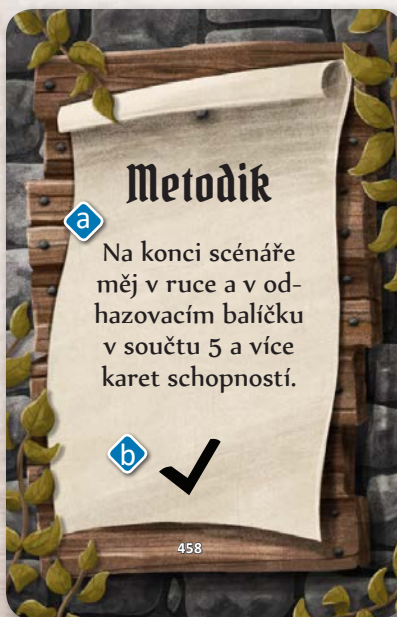 Metodik
a
Na konci scénáře
měj v ruce a v od-
hazovacím balíčku
v součtu 5 a více
karet schopností.
b
458